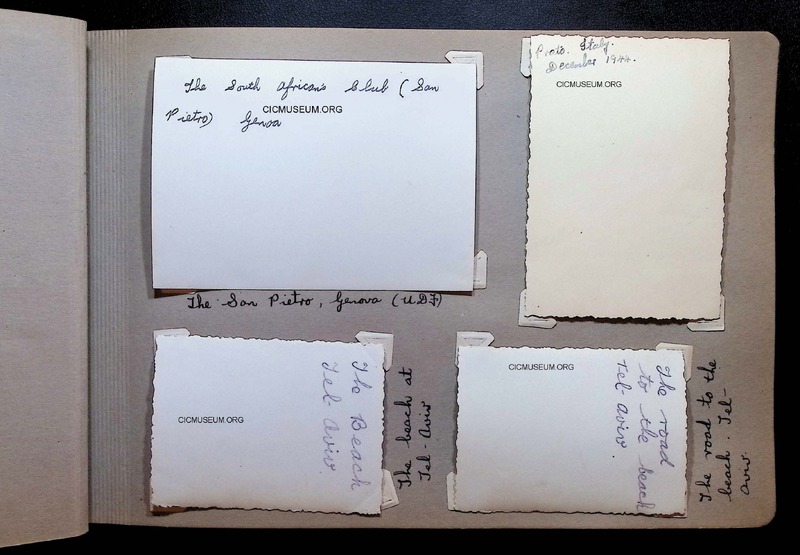 The South African's Club (San
Pietro) Genoa
CICMUSEUM.ORG
The San Pietro, Genova (UDF)
Prato. Italy.
December 1944.
CICMUSEUM.ORG
The Beach
Tel-Aviv.
CICMUSEUM.ORG
The beach at
Tel-Aviv
CICMUSEUM.ORG
The road
to the beach
Tel-Aviv.
The road to the
beach. Tel-
Aviv.